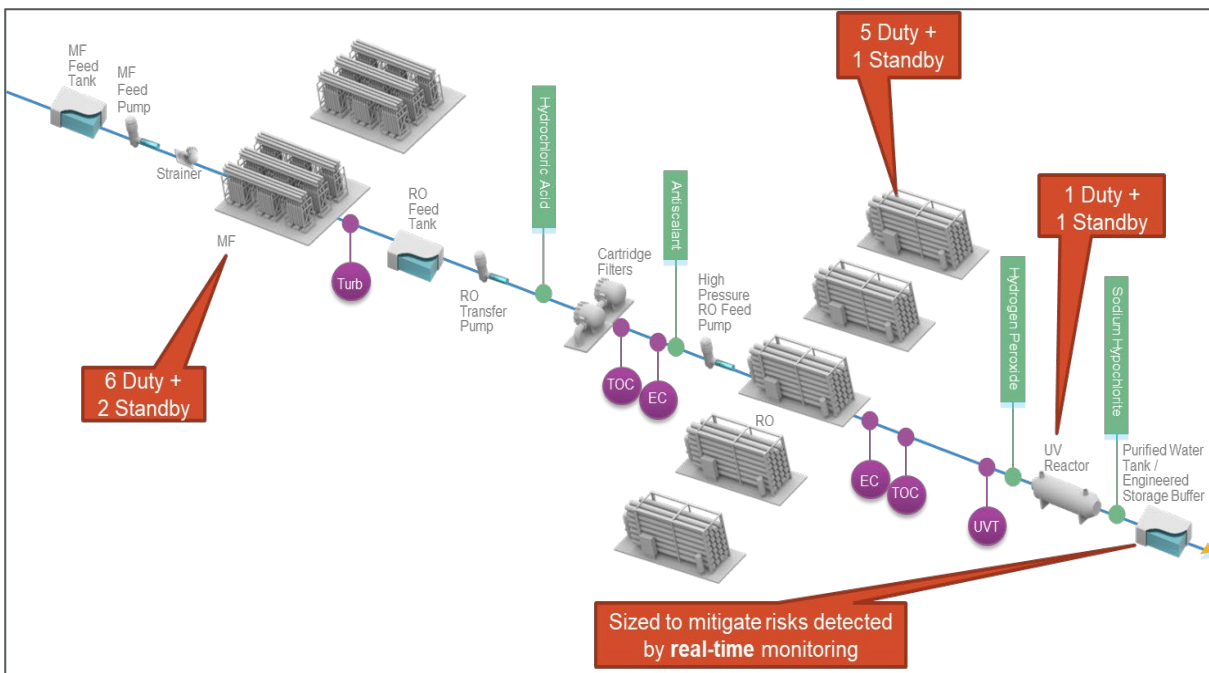 MF
Feed
Tank
MF
Feed
Pump
Strainer
MF
6 Duty +
2 Standby
Turb
RO
Feed
Tank
RO
Transfer
Pump
Hydrochloric Acid
Cartridge
Filters
TOC
EC
Antiscalant
High
Pressure
RO Feed
Pump
5 Duty +
1 Standby
RO
EC
TOC
UVT
Hydrogen Peroxide
1 Duty +
1 Standby
UV
Reactor
Sodium Hypochlorite
Purified Water
Tank /
Engineered
Storage Buffer
Sized to mitigate risks detected
by real-time monitoring